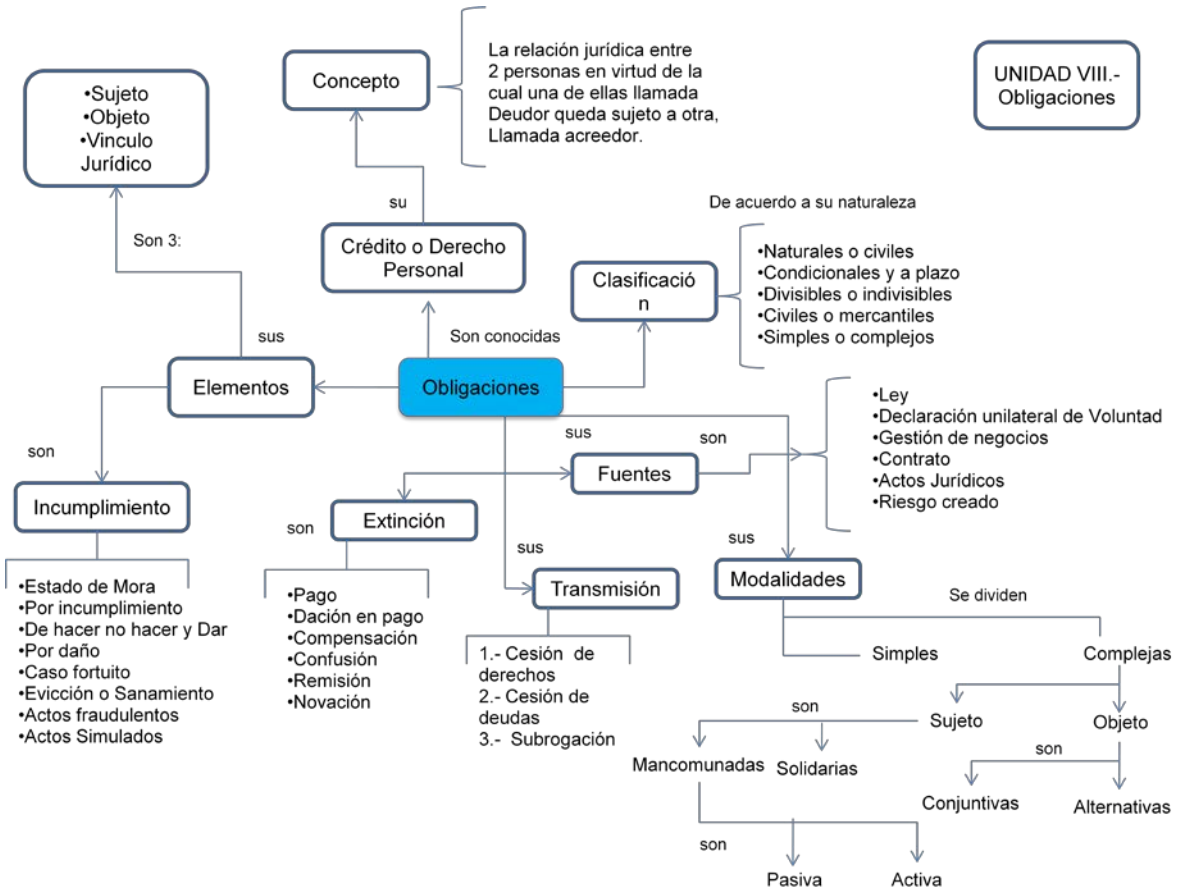 UNIDAD VIII.-
Obligaciones
•Sujeto
•Objeto
•Vinculo
Jurídico
Concepto
La relación jurídica entre
2 personas en virtud de la
cual una de ellas llamada
Deudor queda sujeto a otra,
Llamada acreedor.
su
Son 3:
Crédito o Derecho
Personal
De acuerdo a su naturaleza
Clasificació
n
•Naturales o civiles
•Condicionales y a plazo
•Divisibles o indivisibles
•Civiles o mercantiles
•Simples o complejos
sus
Son conocidas
Elementos
Obligaciones
son
sus
son
Fuentes
•Ley
•Declaración unilateral de Voluntad
•Gestión de negocios
•Contrato
•Actos Jurídicos
•Riesgo creado
Incumplimiento
son
Extinción
sus
sus
•Estado de Mora
•Por incumplimiento
•De hacer no hacer y Dar
•Por daño
•Caso fortuito
•Evicción o Sanamiento
•Actos fraudulentos
•Actos Simulados
•Pago
•Dación en pago
•Compensación
•Confusión
•Remisión
•Novación
Transmisión
1.- Cesión de
derechos
2.- Cesión de
deudas
3.- Subrogación
Modalidades
Se dividen
Simples
Complejas
son
Sujeto
Objeto
Mancomunadas
Solidarias
son
Conjuntivas
Alternativas
son
Pasiva
Activa